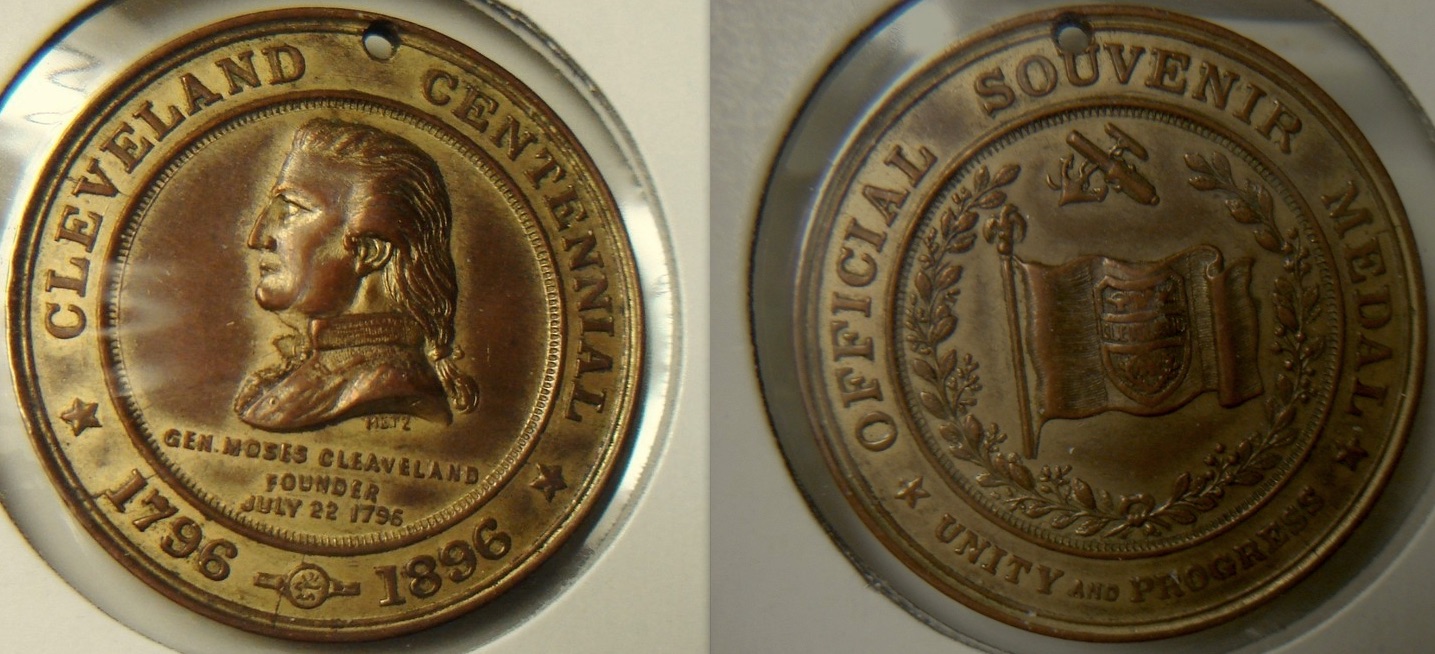 CLEVELAND CENTENNIAL
METZ
GEN. MOSES CLEAVELAND
FOUNDER
JULY 22 1796
1796 1896
OFFICIAL SOUVENIR MEDAL
UNITY AND PROGRESS